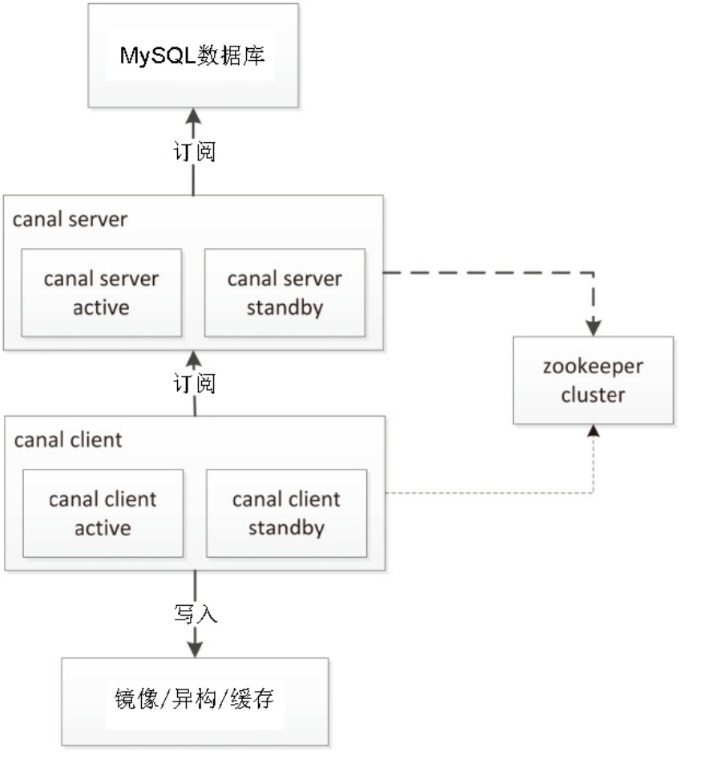 MySQL数据库
订阅
canal server
canal server
active
canal server
standby
zookeeper
cluster
订阅
canal client
canal client
active
canal client
standby
写入
镜像/异构/缓存